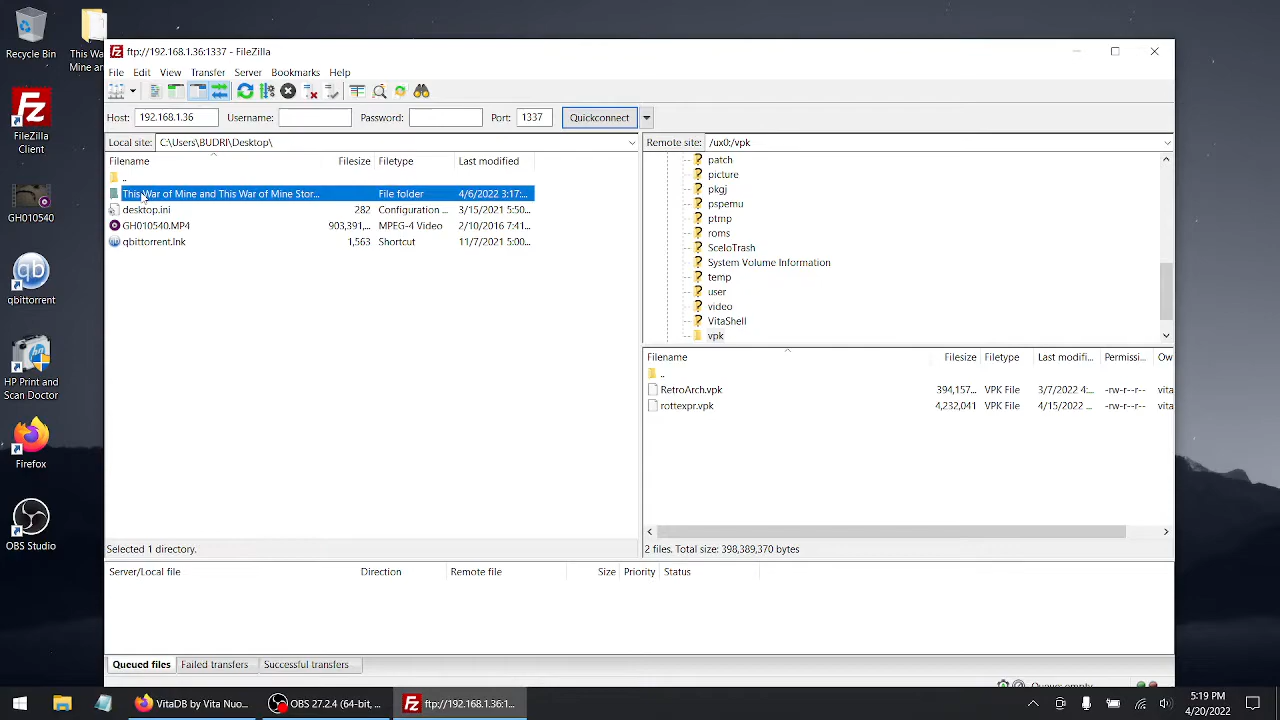 Recycle Bin
This Wa
Mine an
FileZilla
Client
GH010540
qbittorrent
HP Print and
Scan Doctor
Firefox
OBS Studio
ftp://192.168.1.36:1337 - FileZilla
File Edit View Transfer Server Bookmarks Help
Host: 192.168.1.36 Username: Password: Port: 1337 Quickconnect
Local site: C:\Users\BUDRI\Desktop\
Filename Filesize Filetype Last modified
..
This War of Mine and This War of Mine Stor... File folder 4/6/2022 3:17:...
desktop.ini 282 Configuration ... 3/15/2021 5:50...
GH010540.MP4 903,391,... MPEG-4 Video 2/10/2016 7:41...
qbittorrent.lnk 1,563 Shortcut 11/7/2021 5:00...
Selected 1 directory.
Remote site: /ux0:/vpk
patch
picture
pkgj
pspemu
ptmp
roms
SceIoTrash
System Volume Information
temp
user
video
VitaShell
vpk
Filename Filesize Filetype Last modifi... Permissi... Ow
..
RetroArch.vpk 394,157... VPK File 3/7/2022 4:... -rw-r--r-- vita
rottexpr.vpk 4,232,041 VPK File 4/15/2022 ... -rw-r--r-- vita
2 files. Total size: 398,389,370 bytes
Server/Local file Direction Remote file Size Priority Status
Queued files Failed transfers Successful transfers
Queue: empty
VitaDB by Vita Nuo... OBS 27.2.4 (64-bit, ... ftp://192.168.1.36:1...
5:19 PM
4/20/2022